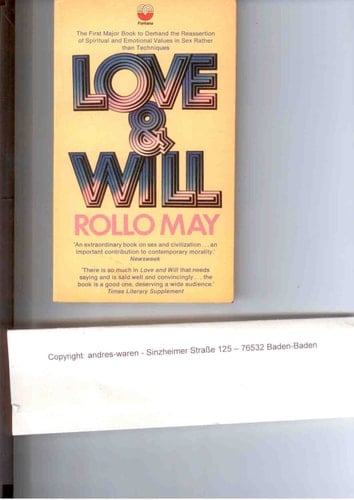 Fontana
The First Major Book to Demand the Reassertion
of Spiritual and Emotional Values in Sex Rather
than Techniques
LOVE
&
WILL
ROLLO MAY
'An extraordinary book on sex and civilization . . . an
important contribution to contemporary morality.'
Newsweek
'There is so much in Love and Will that needs
saying and is said well and convincingly . . . the
book is a good one, deserving a wide audience.'
Times Literary Supplement
Copyright: andres-waren - Sinzheimer Straße 125 – 76532 Baden-Baden